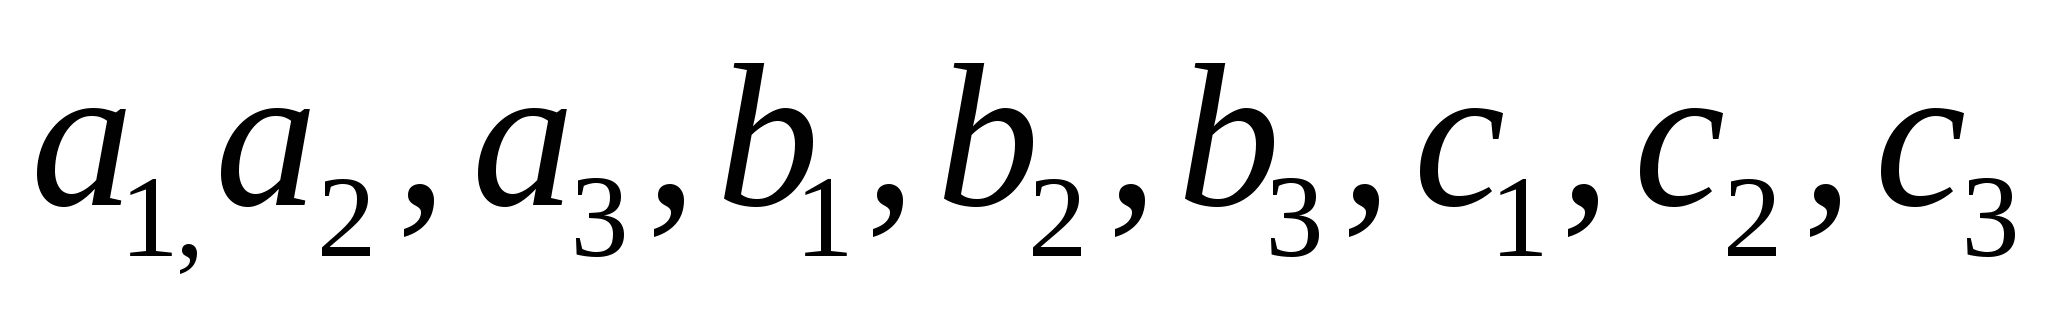 a₁, a₂, a₃, b₁, b₂, b₃, c₁, c₂, c₃